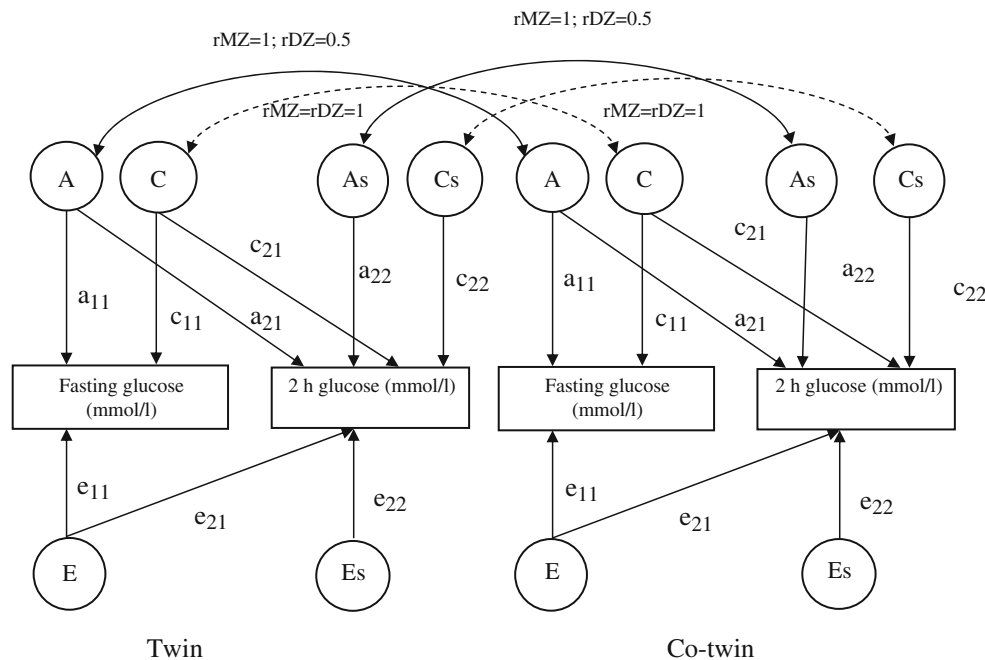 rMZ=1; rDZ=0.5
rMZ=1; rDZ=0.5
rMZ=rDZ=1
rMZ=rDZ=1
A
C
As
Cs
A
C
As
Cs
a11
c11
a21
c21
a22
c22
a11
c11
a21
c21
a22
c22
Fasting glucose
(mmol/l)
2 h glucose (mmol/l)
Fasting glucose
(mmol/l)
2 h glucose (mmol/l)
e11
e21
e22
e11
e21
e22
E
Es
E
Es
Twin
Co-twin